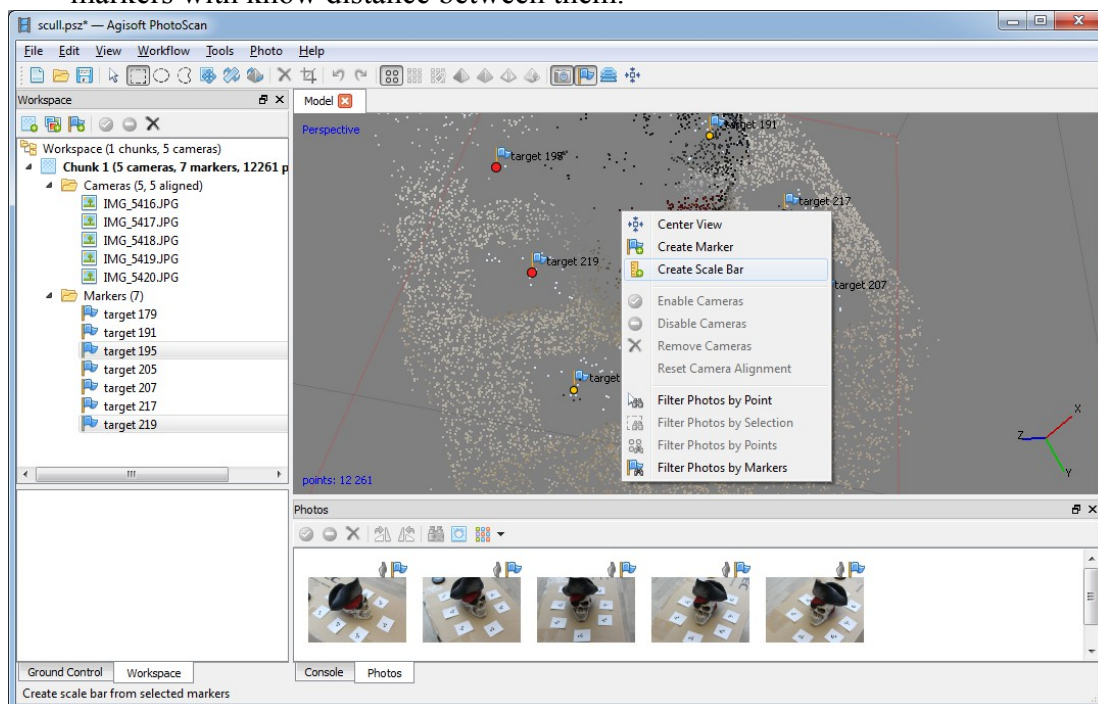 markers with know distance between them.
scull.psz* — Agisoft PhotoScan
File Edit View Workflow Tools Photo Help
Workspace
Model
Workspace (1 chunks, 5 cameras)
Chunk 1 (5 cameras, 7 markers, 12261 p
Cameras (5, 5 aligned)
IMG_5416.JPG
IMG_5417.JPG
IMG_5418.JPG
IMG_5419.JPG
IMG_5420.JPG
Markers (7)
target 179
target 191
target 195
target 205
target 207
target 217
target 219
Perspective
target 191
target 195
target 217
target 219
target 207
target
Center View
Create Marker
Create Scale Bar
Enable Cameras
Disable Cameras
Remove Cameras
Reset Camera Alignment
Filter Photos by Point
Filter Photos by Selection
Filter Photos by Points
Filter Photos by Markers
X
Z
Y
points: 12 261
Photos
Ground Control Workspace
Console Photos
Create scale bar from selected markers